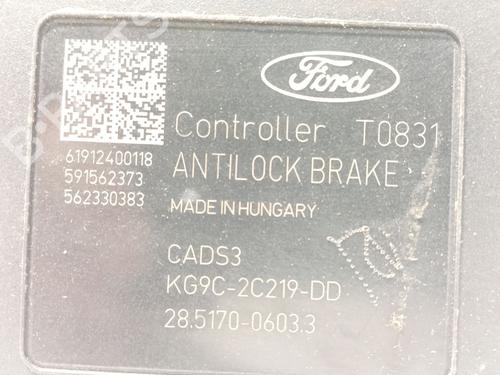 Ford
Controller T0831
61912400118
591562373
562330383
ANTILOCK BRAKE
MADE IN HUNGARY
CADS3
KG9C-2C219-DD
28.5170-0603.3